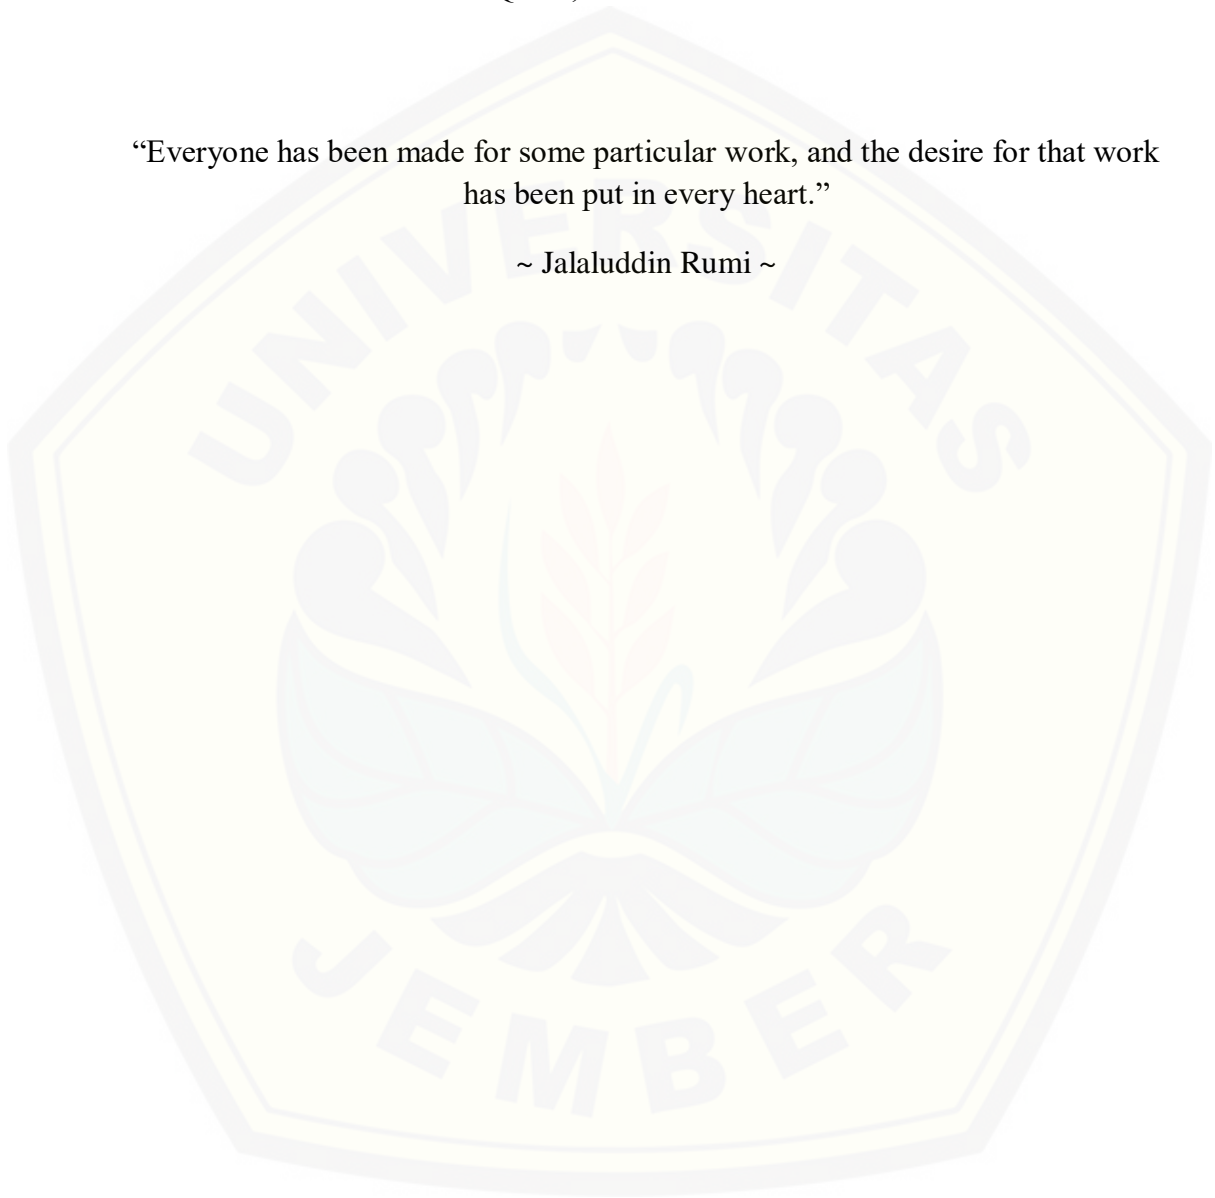 “Everyone has been made for some particular work, and the desire for that work
has been put in every heart.”
~ Jalaluddin Rumi ~
UNIVERSITAS
JEMBER